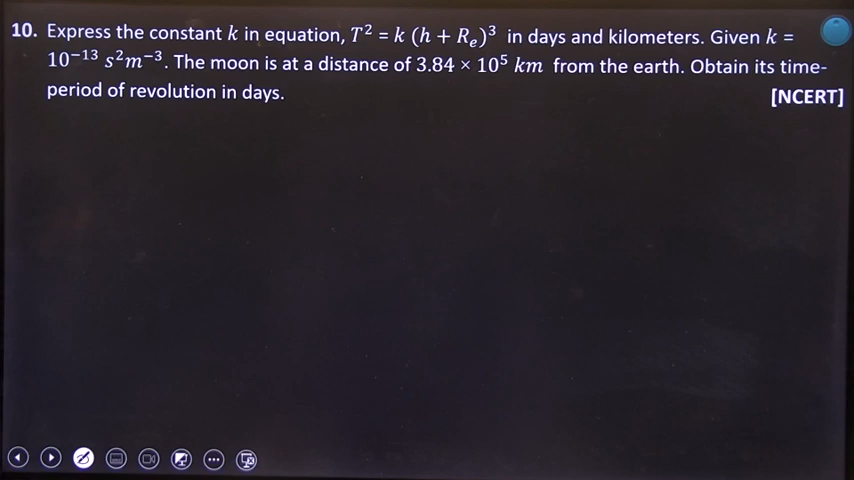 10. Express the constant k in equation, T² = k (h + Rₑ)³ in days and kilometers. Given k =
10⁻¹³ s²m⁻³. The moon is at a distance of 3.84 × 10⁵ km from the earth. Obtain its time-
period of revolution in days.
[NCERT]